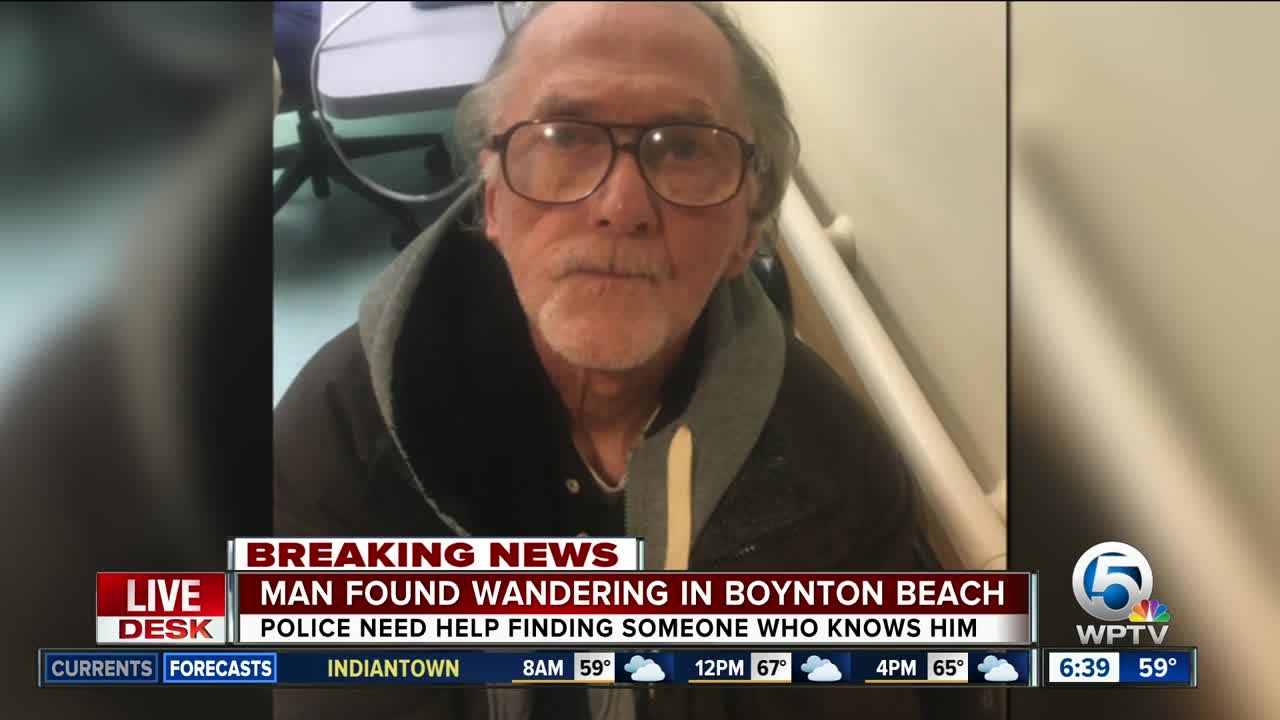 BREAKING NEWS
LIVE DESK
MAN FOUND WANDERING IN BOYNTON BEACH
POLICE NEED HELP FINDING SOMEONE WHO KNOWS HIM
5
WPTV
CURRENTS FORECASTS INDIANTOWN 8AM 59° 12PM 67° 4PM 65° 6:39 59°